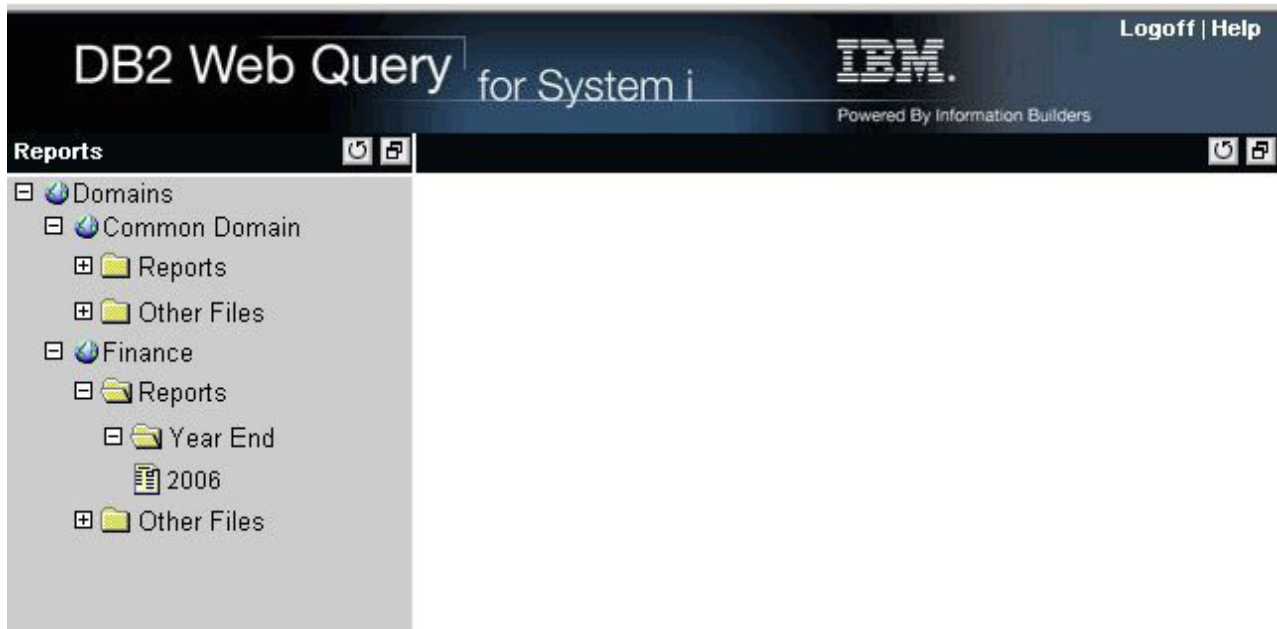 Logoff | Help
DB2 Web Query for System i
IBM.
Powered By Information Builders
Reports
Domains
Common Domain
Reports
Other Files
Finance
Reports
Year End
2006
Other Files